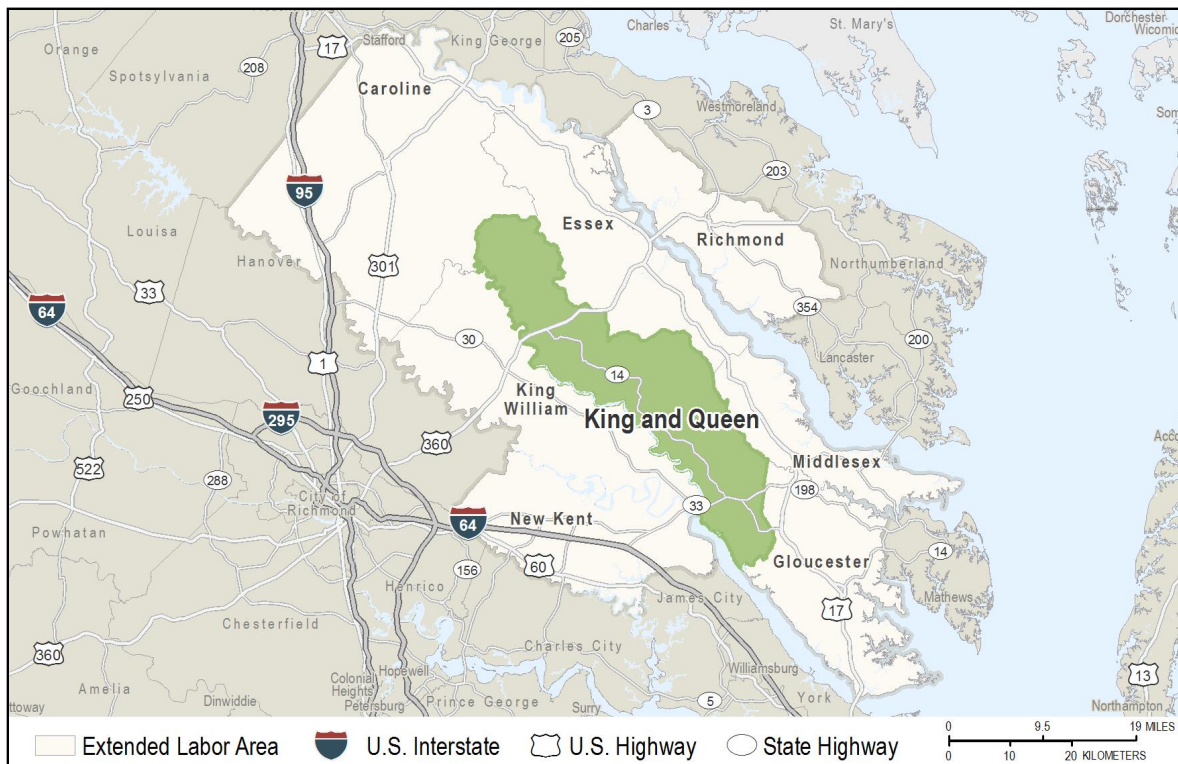 Charles
St. Mary's
Dorchester
Wicomic
Orange
17
Stafford
King George
205
Spotsylvania
208
Caroline
3
Westmoreland
95
203
Louisa
Essex
Richmond
Hanover
301
Northumberland
33
64
354
30
200
1
14
Lancaster
Goochland
250
King
William
King and Queen
295
360
522
Middlesex
288
City of
Richmond
198
33
64
New Kent
Powhatan
156
60
Gloucester
14
Henrico
James City
Mathews
17
Chesterfield
Charles City
360
Hopewell
Williamsburg
Amelia
Colonial
Heights
York
13
Dinwiddie
Petersburg
Prince George
Surry
5
Northampton
ttoway
Extended Labor Area
U.S. Interstate
U.S. Highway
State Highway
0 9.5 19 MILES
0 10 20 KILOMETERS